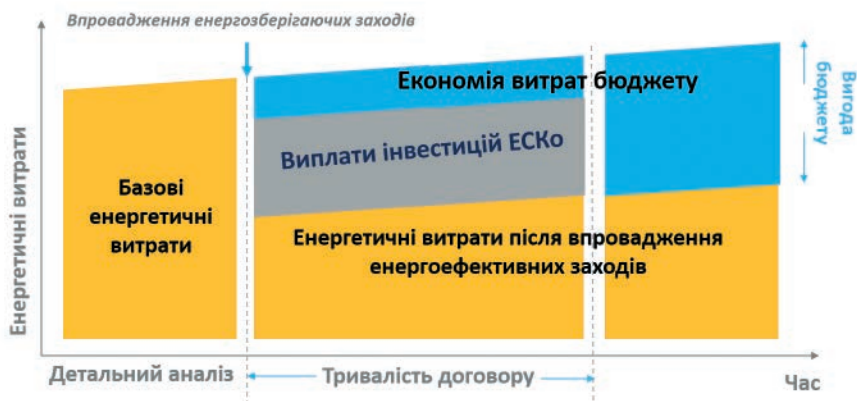 Впровадження енергозберігаючих заходів
Економія витрат бюджету
Вигода
бюджету
Виплати інвестицій ЕСКо
Базові
енергетичні
витрати
Енергетичні витрати після впровадження
енергоефективних заходів
Енергетичні витрати
Детальний аналіз
Тривалість договору
Час